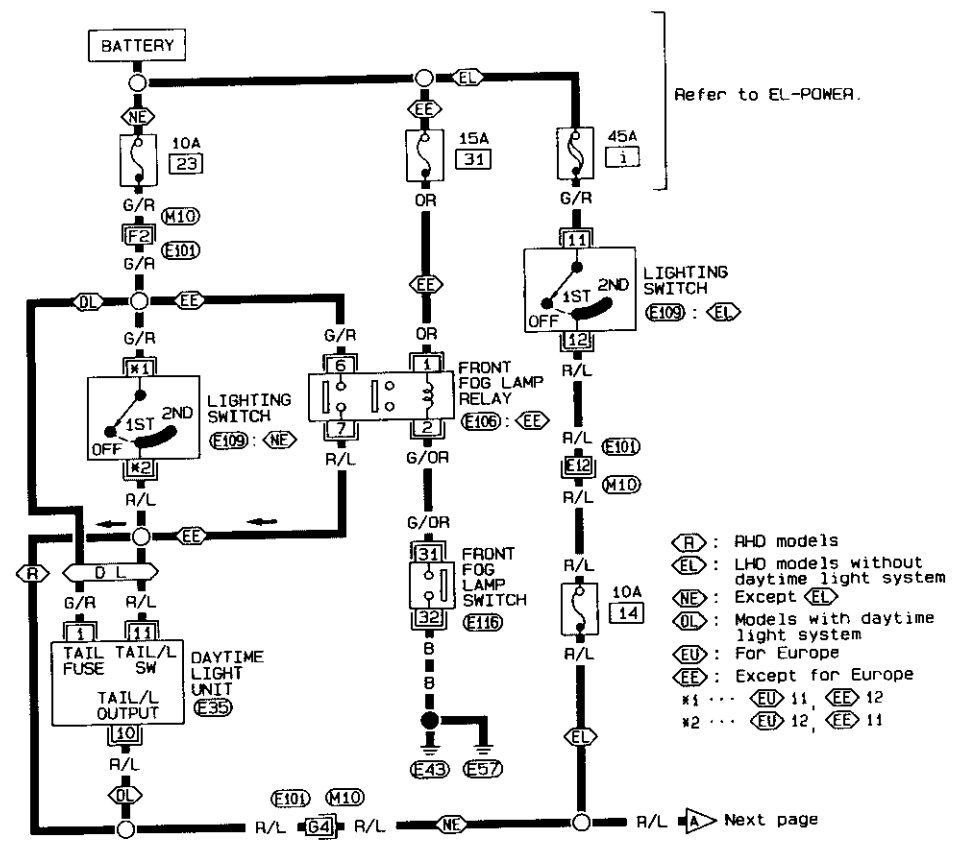 BATTERY
EL
Refer to EL-POWER.
NE
EE
10A
23
15A
31
45A
i
G/R
OR
G/R
M10
F2
E101
G/R
11
LIGHTING
SWITCH
1ST 2ND
OFF
E109 : EL
12
R/L
DL
EE
EE
G/R
G/R
OR
*1
6
1
FRONT
FOG LAMP
RELAY
E106 : EE
LIGHTING
SWITCH
1ST 2ND
OFF
E109 : NE
*2
7
2
R/L
R/L
G/OR
R/L
E101
E12
M10
R/L
EE
G/OR
R
D L
31
FRONT
FOG
LAMP
SWITCH
32
E116
R/L
10A
14
R/L
G/R
R/L
1
11
TAIL
FUSE
TAIL/L
SW
TAIL/L
OUTPUT
10
DAYTIME
LIGHT
UNIT
E35
B
B
E43
E57
EL
R : RHD models
EL : LHD models without
daytime light system
NE : Except EL
DL : Models with daytime
light system
EU : For Europe
EE : Except for Europe
*1 ··· EU 11, EE 12
*2 ··· EU 12, EE 11
R/L
DL
E101
M10
R/L
G4
R/L
NE
R/L
A
Next page